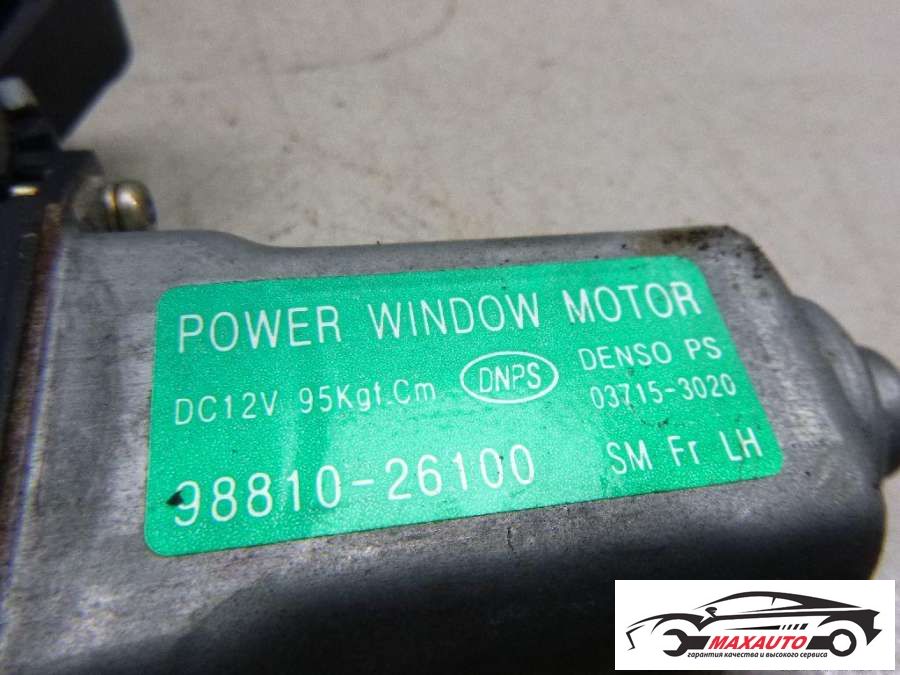 POWER WINDOW MOTOR
DC12V 95Kgf.Cm DNPS DENSO PS
03715-3020
98810-26100 SM Fr LH
MAXAUTO
гарантия качества и высокого сервиса